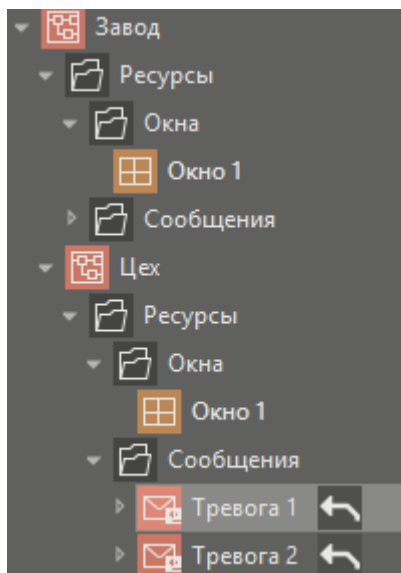 Завод
Ресурсы
Окна
Окно 1
Сообщения
Цех
Ресурсы
Окна
Окно 1
Сообщения
Тревога 1
Тревога 2